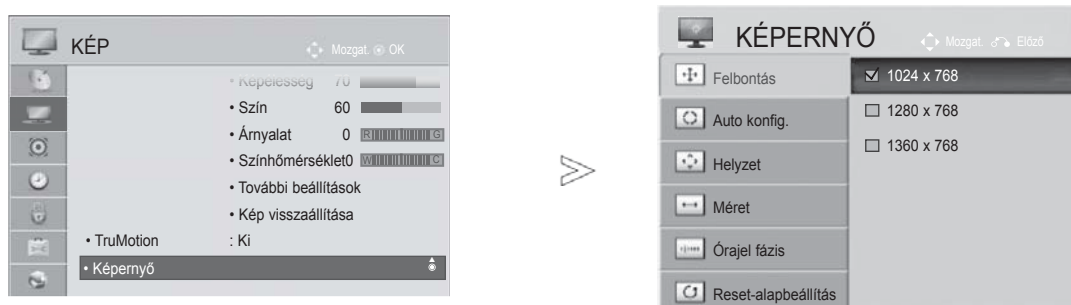 KÉP
Mozgat. OK
• Képélesség 70
• Szín 60
• Árnyalat 0 R G
• Színhőmérséklet0 W C
• További beállítások
• Kép visszaállítása
• TruMotion : Ki
• Képernyő
KÉPERNYŐ
Mozgat. Előző
Felbontás
Auto konfig.
Helyzet
Méret
Órajel fázis
Reset-alapbeállítás
1024 x 768
1280 x 768
1360 x 768